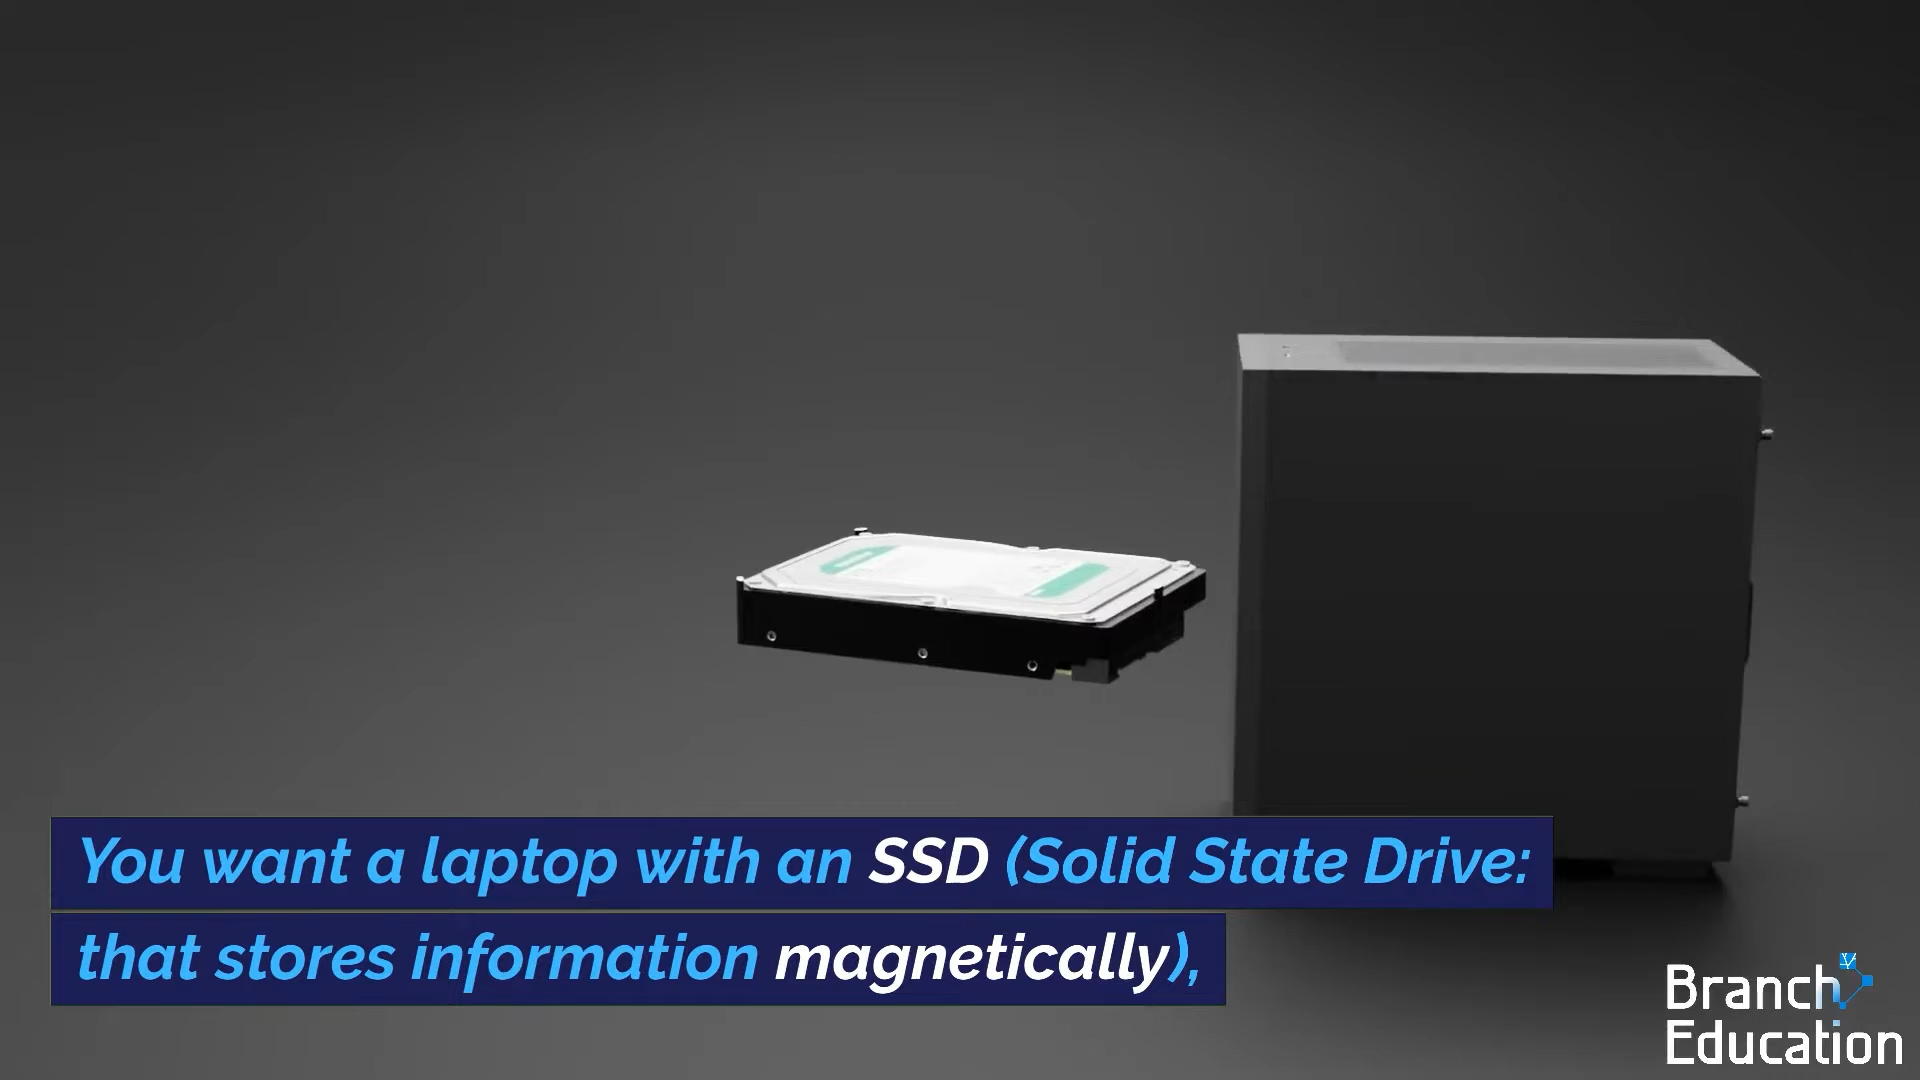 You want a laptop with an SSD (Solid State Drive:
that stores information magnetically),
Branch
Education